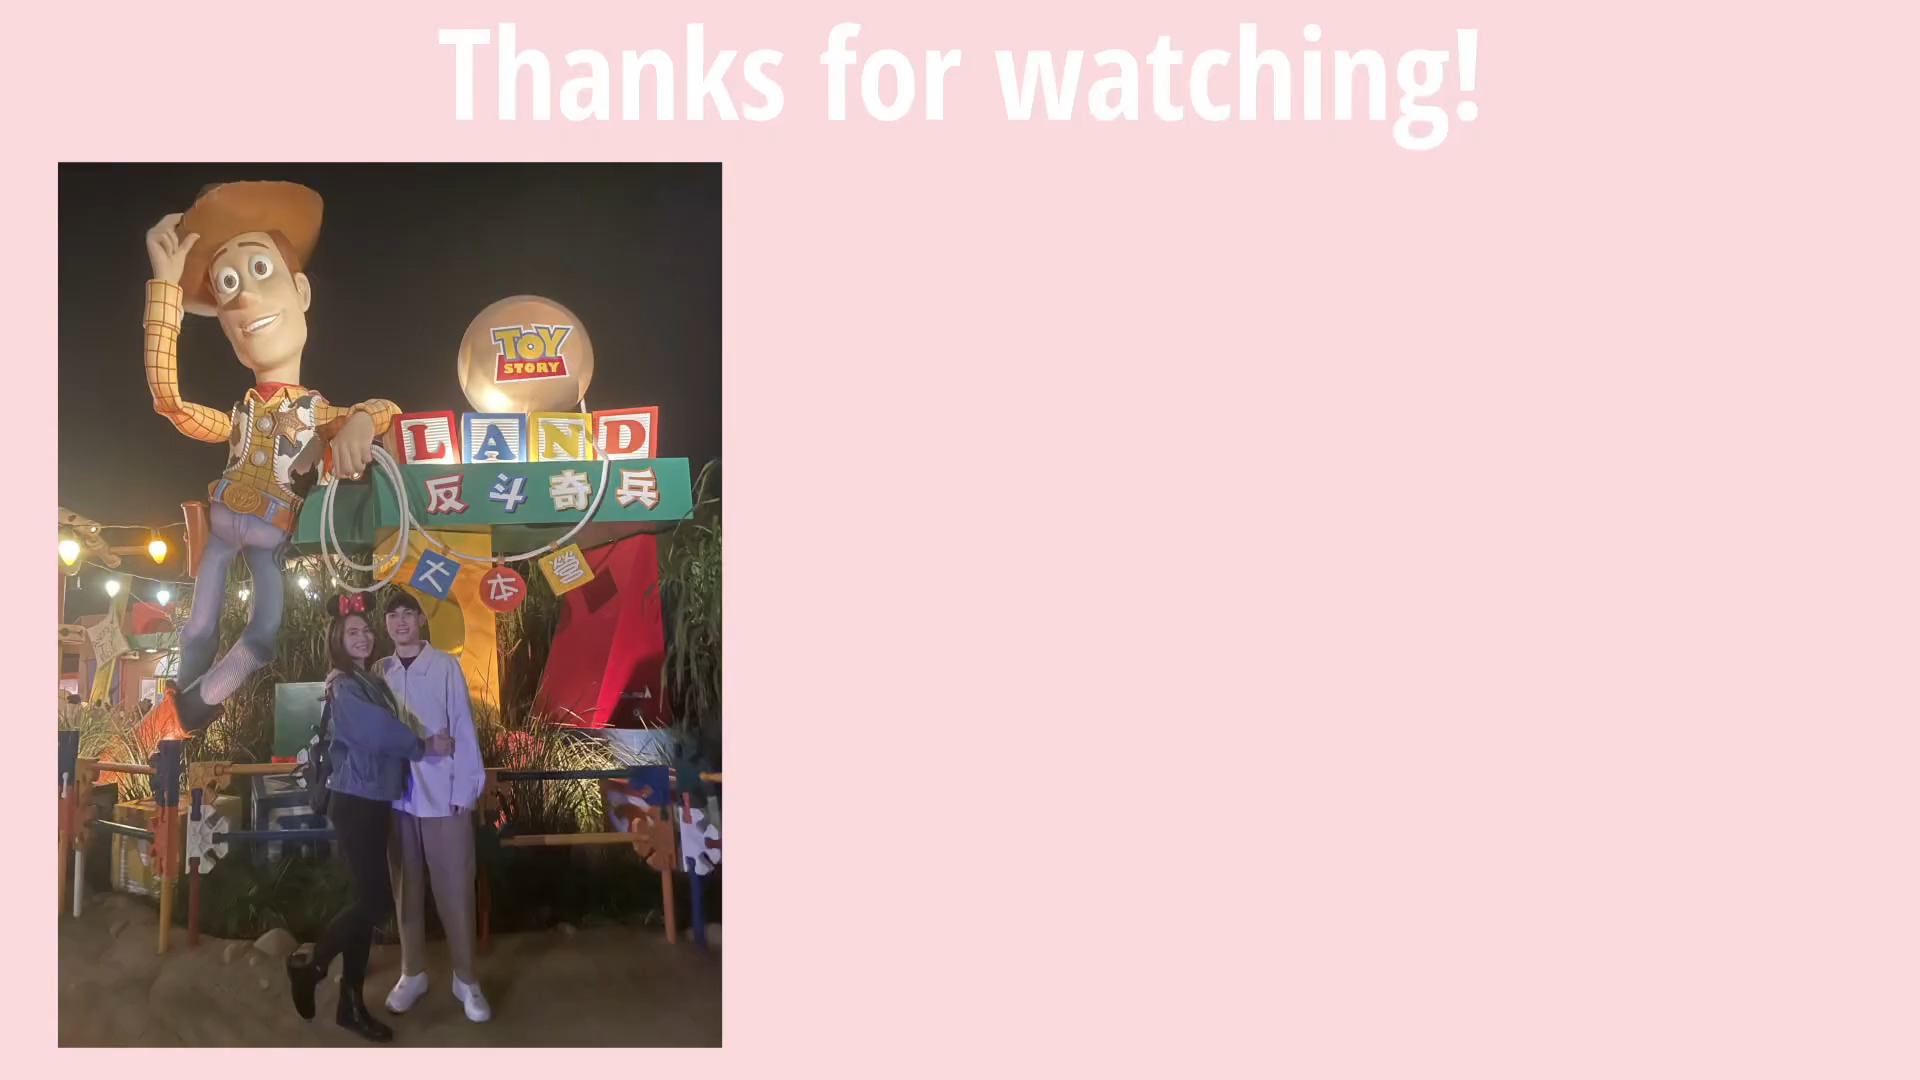 Thanks for watching!
TOY
STORY
LAND
反斗奇兵
大本營